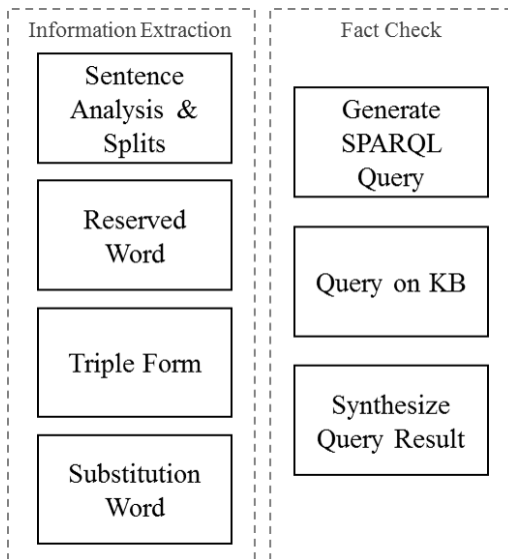 Information Extraction
Sentence
Analysis &
Splits
Reserved
Word
Triple Form
Substitution
Word
Fact Check
Generate
SPARQL
Query
Query on KB
Synthesize
Query Result